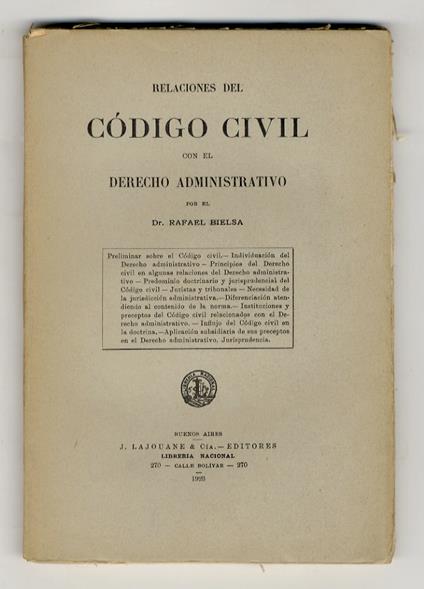 RELACIONES DEL
CÓDIGO CIVIL
CON EL
DERECHO ADMINISTRATIVO
POR EL
Dr. RAFAEL BIELSA
Preliminar sobre el Código civil. — Individuación del
Derecho administrativo — Principios del Derecho
civil en algunas relaciones del Derecho administra-
tivo — Predominio doctrinario y jurisprudencial del
Código civil — Juristas y tribunales — Necesidad de
la jurisdicción administrativa. — Diferenciación aten-
diendo al contenido de la norma. — Instituciones y
preceptos del Código civil relacionados con el De-
recho administrativo. — Influjo del Código civil en
la doctrina. — Aplicación subsidiaria de sus preceptos
en el Derecho administrativo. Jurisprudencia.
BUENOS AIRES
J. LAJOUANE & Cía. — EDITORES
LIBRERIA NACIONAL
270 — CALLE BOLÍVAR — 270